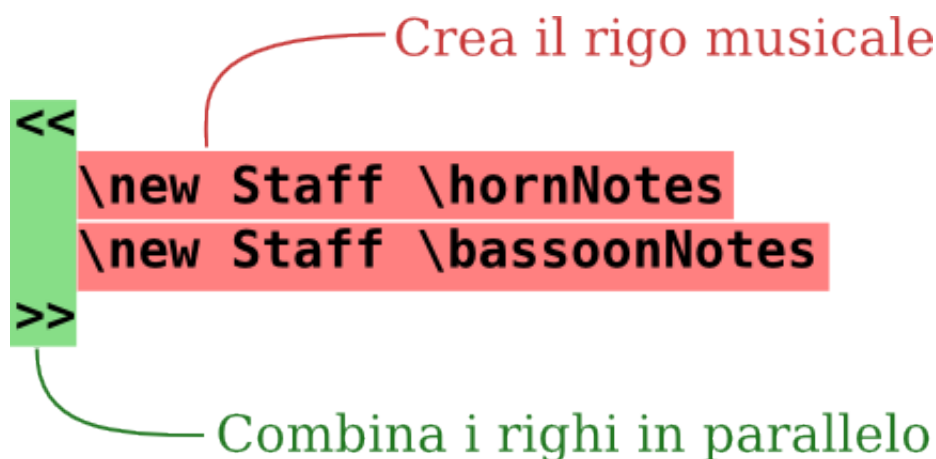 Crea il rigo musicale
<<
\new Staff \hornNotes
\new Staff \bassoonNotes
>>
Combina i righi in parallelo